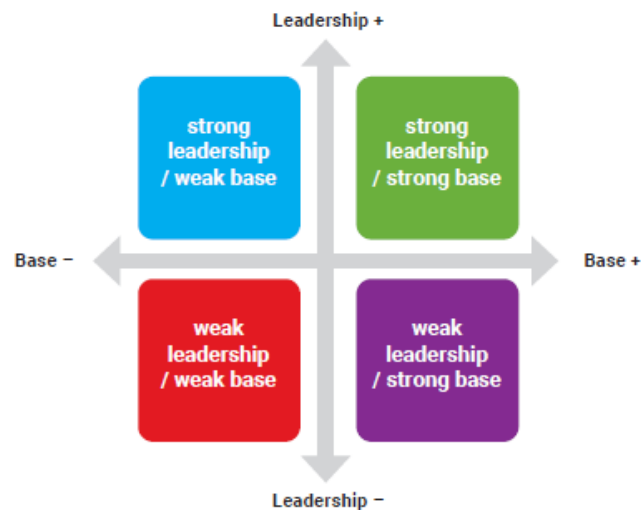 Leadership +
strong
leadership
/ weak base
strong
leadership
/ strong base
Base –
Base +
weak
leadership
/ weak base
weak
leadership
/ strong base
Leadership –